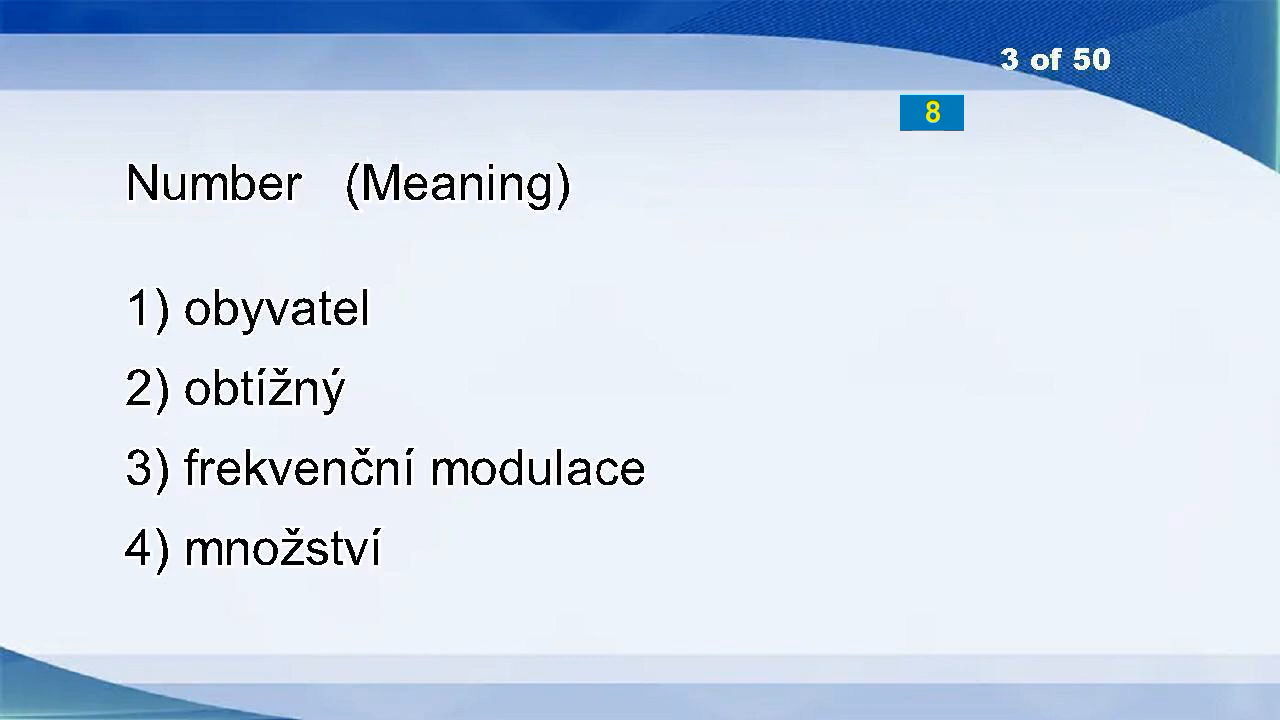 3 of 50
8
Number (Meaning)
1) obyvatel
2) obtížný
3) frekvenční modulace
4) množství